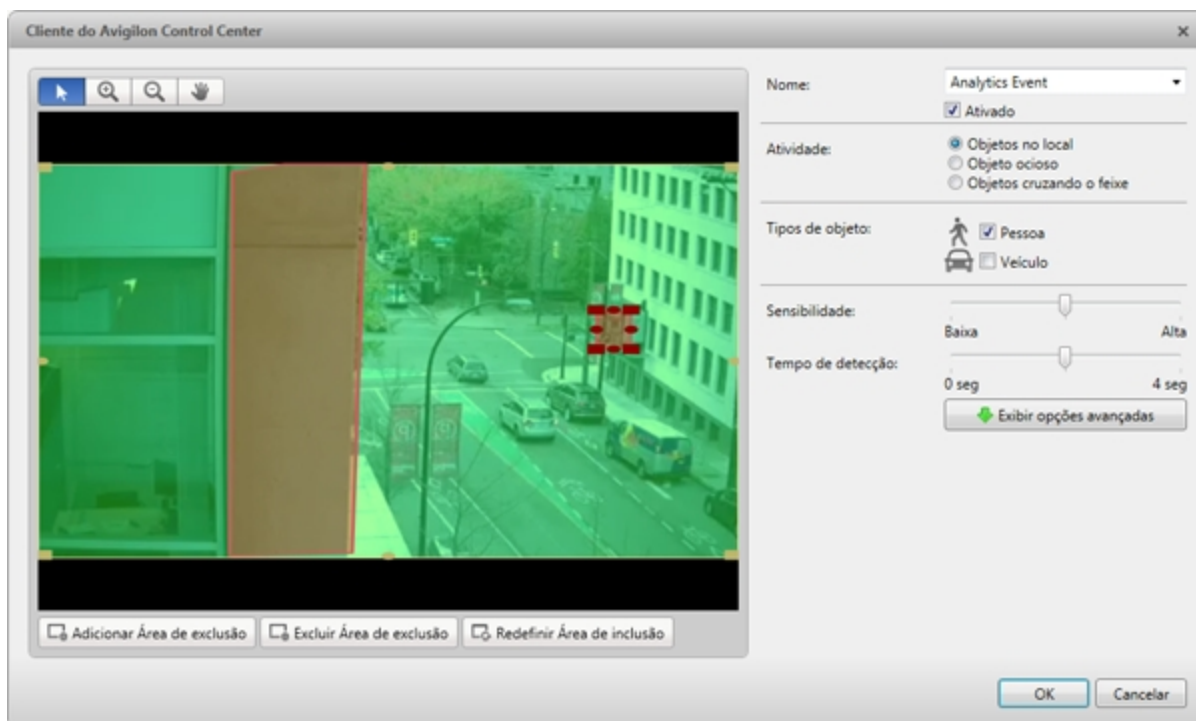 Cliente do Avigilon Control Center
Nome:
Analytics Event
Ativado
Atividade:
Objetos no local
Objeto ocioso
Objetos cruzando o feixe
Tipos de objeto:
Pessoa
Veículo
Sensibilidade:
Baixa
Alta
Tempo de detecção:
0 seg
4 seg
Exibir opções avançadas
Adicionar Área de exclusão
Excluir Área de exclusão
Redefinir Área de inclusão
OK
Cancelar